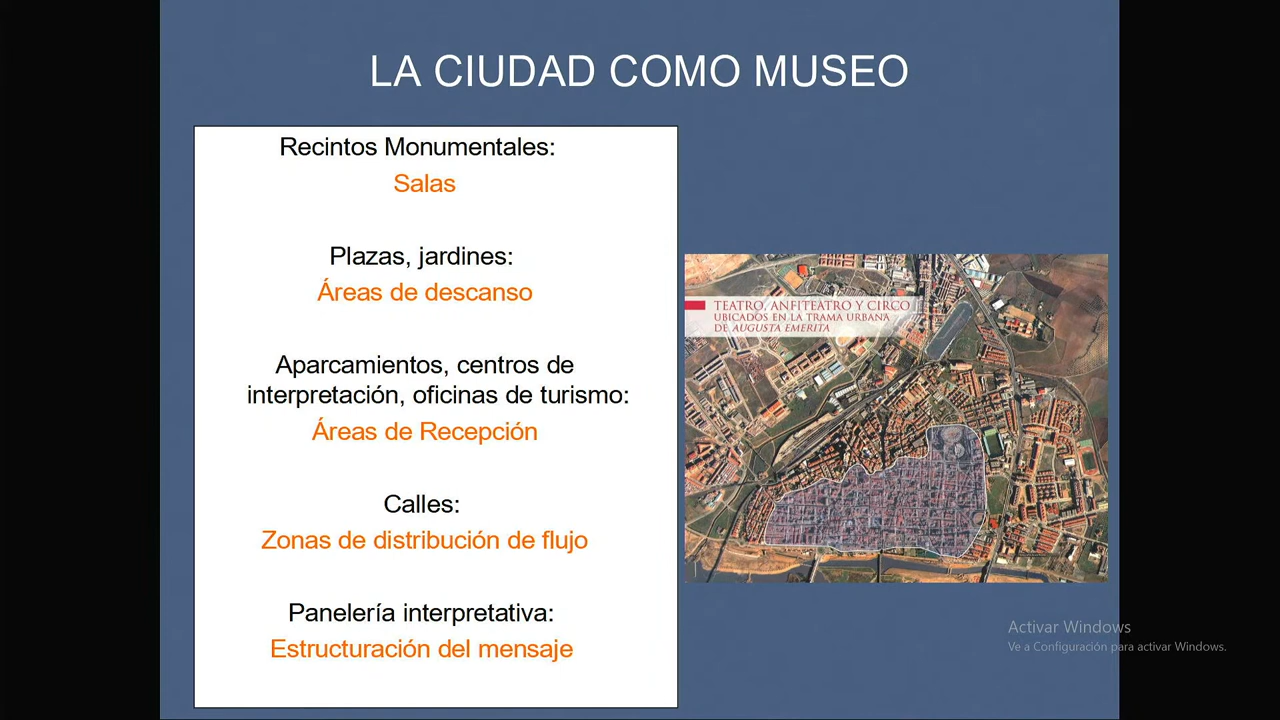 LA CIUDAD COMO MUSEO
Recintos Monumentales:
Salas
Plazas, jardines:
Áreas de descanso
Aparcamientos, centros de
interpretación, oficinas de turismo:
Áreas de Recepción
Calles:
Zonas de distribución de flujo
Panelería interpretativa:
Estructuración del mensaje
TEATRO, ANFITEATRO Y CIRCO
UBICADOS EN LA TRAMA URBANA
DE AUGUSTA EMERITA
Activar Windows
Ve a Configuración para activar Windows.